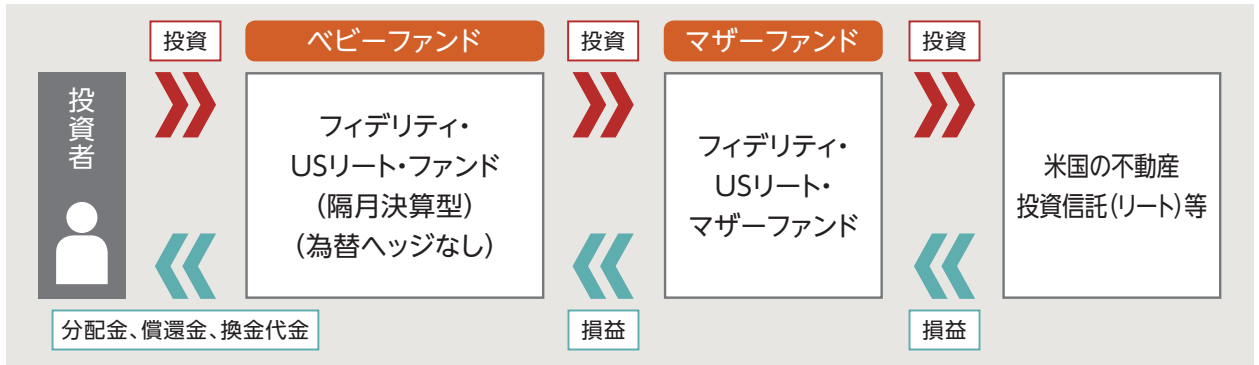 投資
ベビーファンド
投資
マザーファンド
投資
投資者
フィデリティ・
USリート・ファンド
(隔月決算型)
(為替ヘッジなし)
フィデリティ・
USリート・
マザーファンド
米国の不動産
投資信託(リート)等
分配金、償還金、換金代金
損益
損益